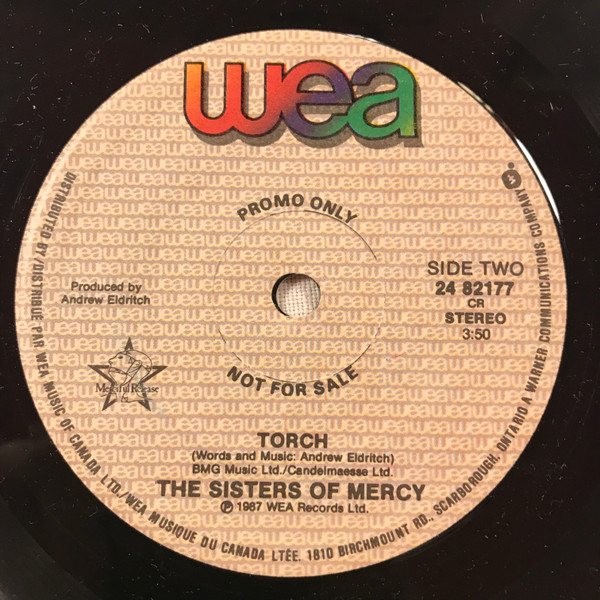 wea
PROMO ONLY
SIDE TWO
24 82177
CR
STEREO
3:50
Produced by
Andrew Eldritch
Merciful Release
NOT FOR SALE
TORCH
(Words and Music: Andrew Eldritch)
BMG Music Ltd./Candelmaesse Ltd.
THE SISTERS OF MERCY
℗ 1987 WEA Records Ltd.
DISTRIBUTED BY/DISTRIBUÉ PAR WEA MUSIC OF CANADA LTD./WEA MUSIQUE DU CANADA LTÉE. 1810 BIRCHMOUNT RD., SCARBOROUGH, ONTARIO A WARNER COMMUNICATIONS COMPANY